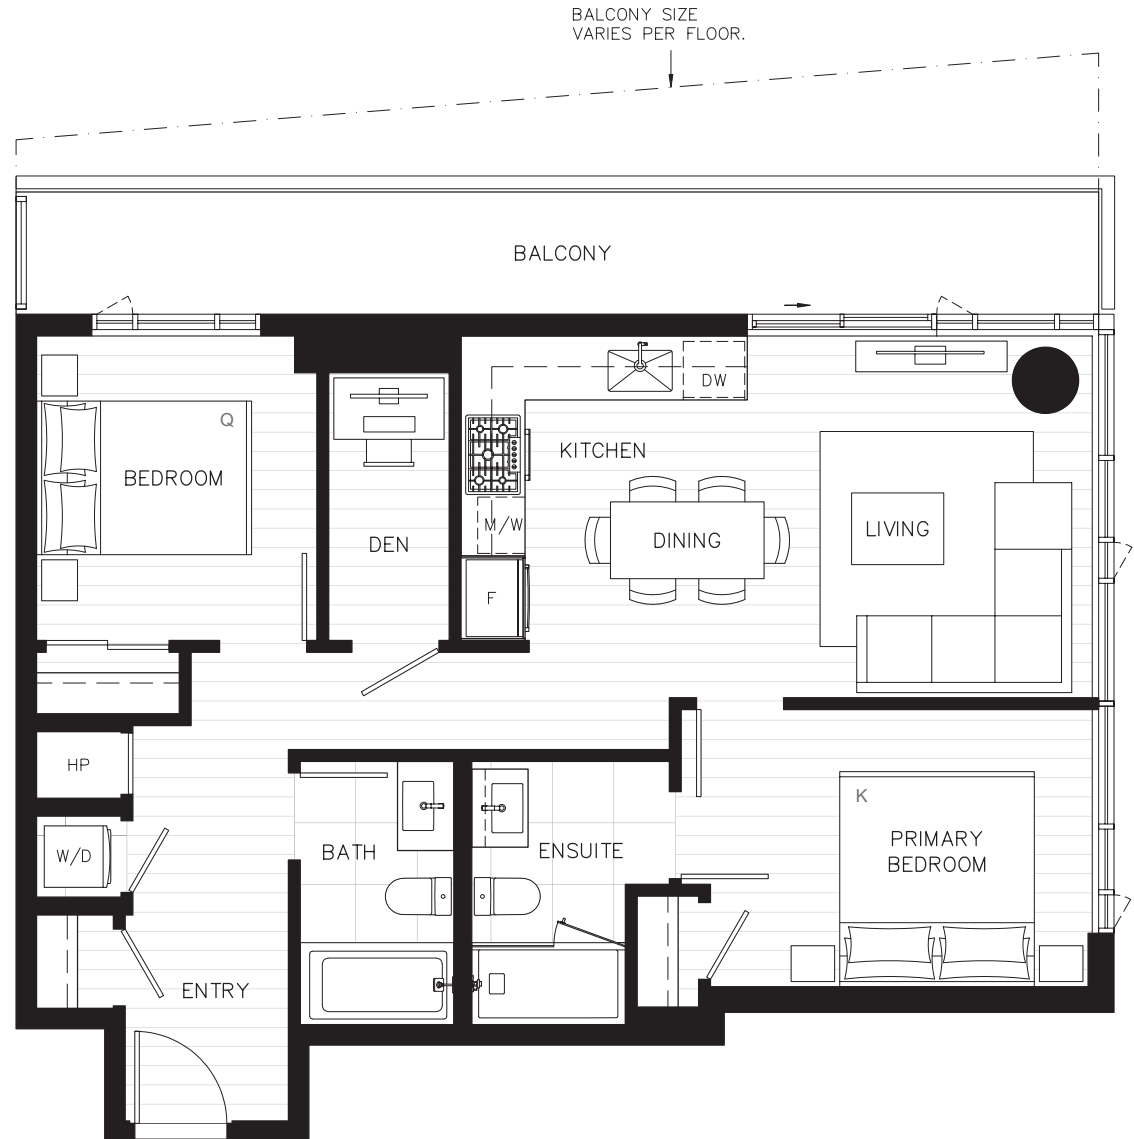 BALCONY SIZE
VARIES PER FLOOR.
BALCONY
DW
Q
KITCHEN
BEDROOM
M/W
LIVING
DINING
DEN
F
HP
K
PRIMARY
BEDROOM
W/D
BATH
ENSUITE
ENTRY